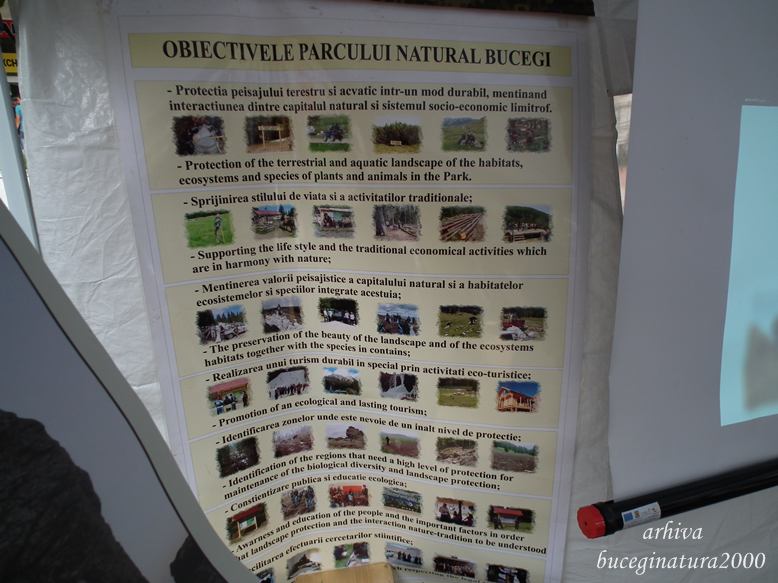 OBIECTIVELE PARCULUI NATURAL BUCEGI
- Protectia peisajului terestru si acvatic intr-un mod durabil, mentinand
interactiunea dintre capitalul natural si sistemul socio-economic limitrof.
- Protection of the terrestrial and aquatic landscape of the habitats,
ecosystems and species of plants and animals in the Park.
- Sprijinirea stilului de viata si a activitatilor traditionale;
- Supporting the life style and the traditional economical activities which
are in harmony with nature;
- Mentinerea valorii peisajistice a capitalului natural si a habitatelor
ecosistemelor si speciilor integrate acestuia;
- The preservation of the beauty of the landscape and of the ecosystems
habitats together with the species in contains;
- Realizarea unui turism durabil in special prin activitati eco-turistice;
- Promotion of an ecological and lasting tourism;
- Identificarea zonelor unde este nevoie de un inalt nivel de protectie;
- Identification of the regions that need a high level of protection for
maintenance of the biological diversity and landscape protection;
- Constientizare publica si educatie ecologica;
- Awarness and education of the people and the important factors in order
hat landscape protection and the interaction nature-tradition to be understood
cilitarea efectuarii cercetarilor stiintifice;
arhiva
buceginatura2000